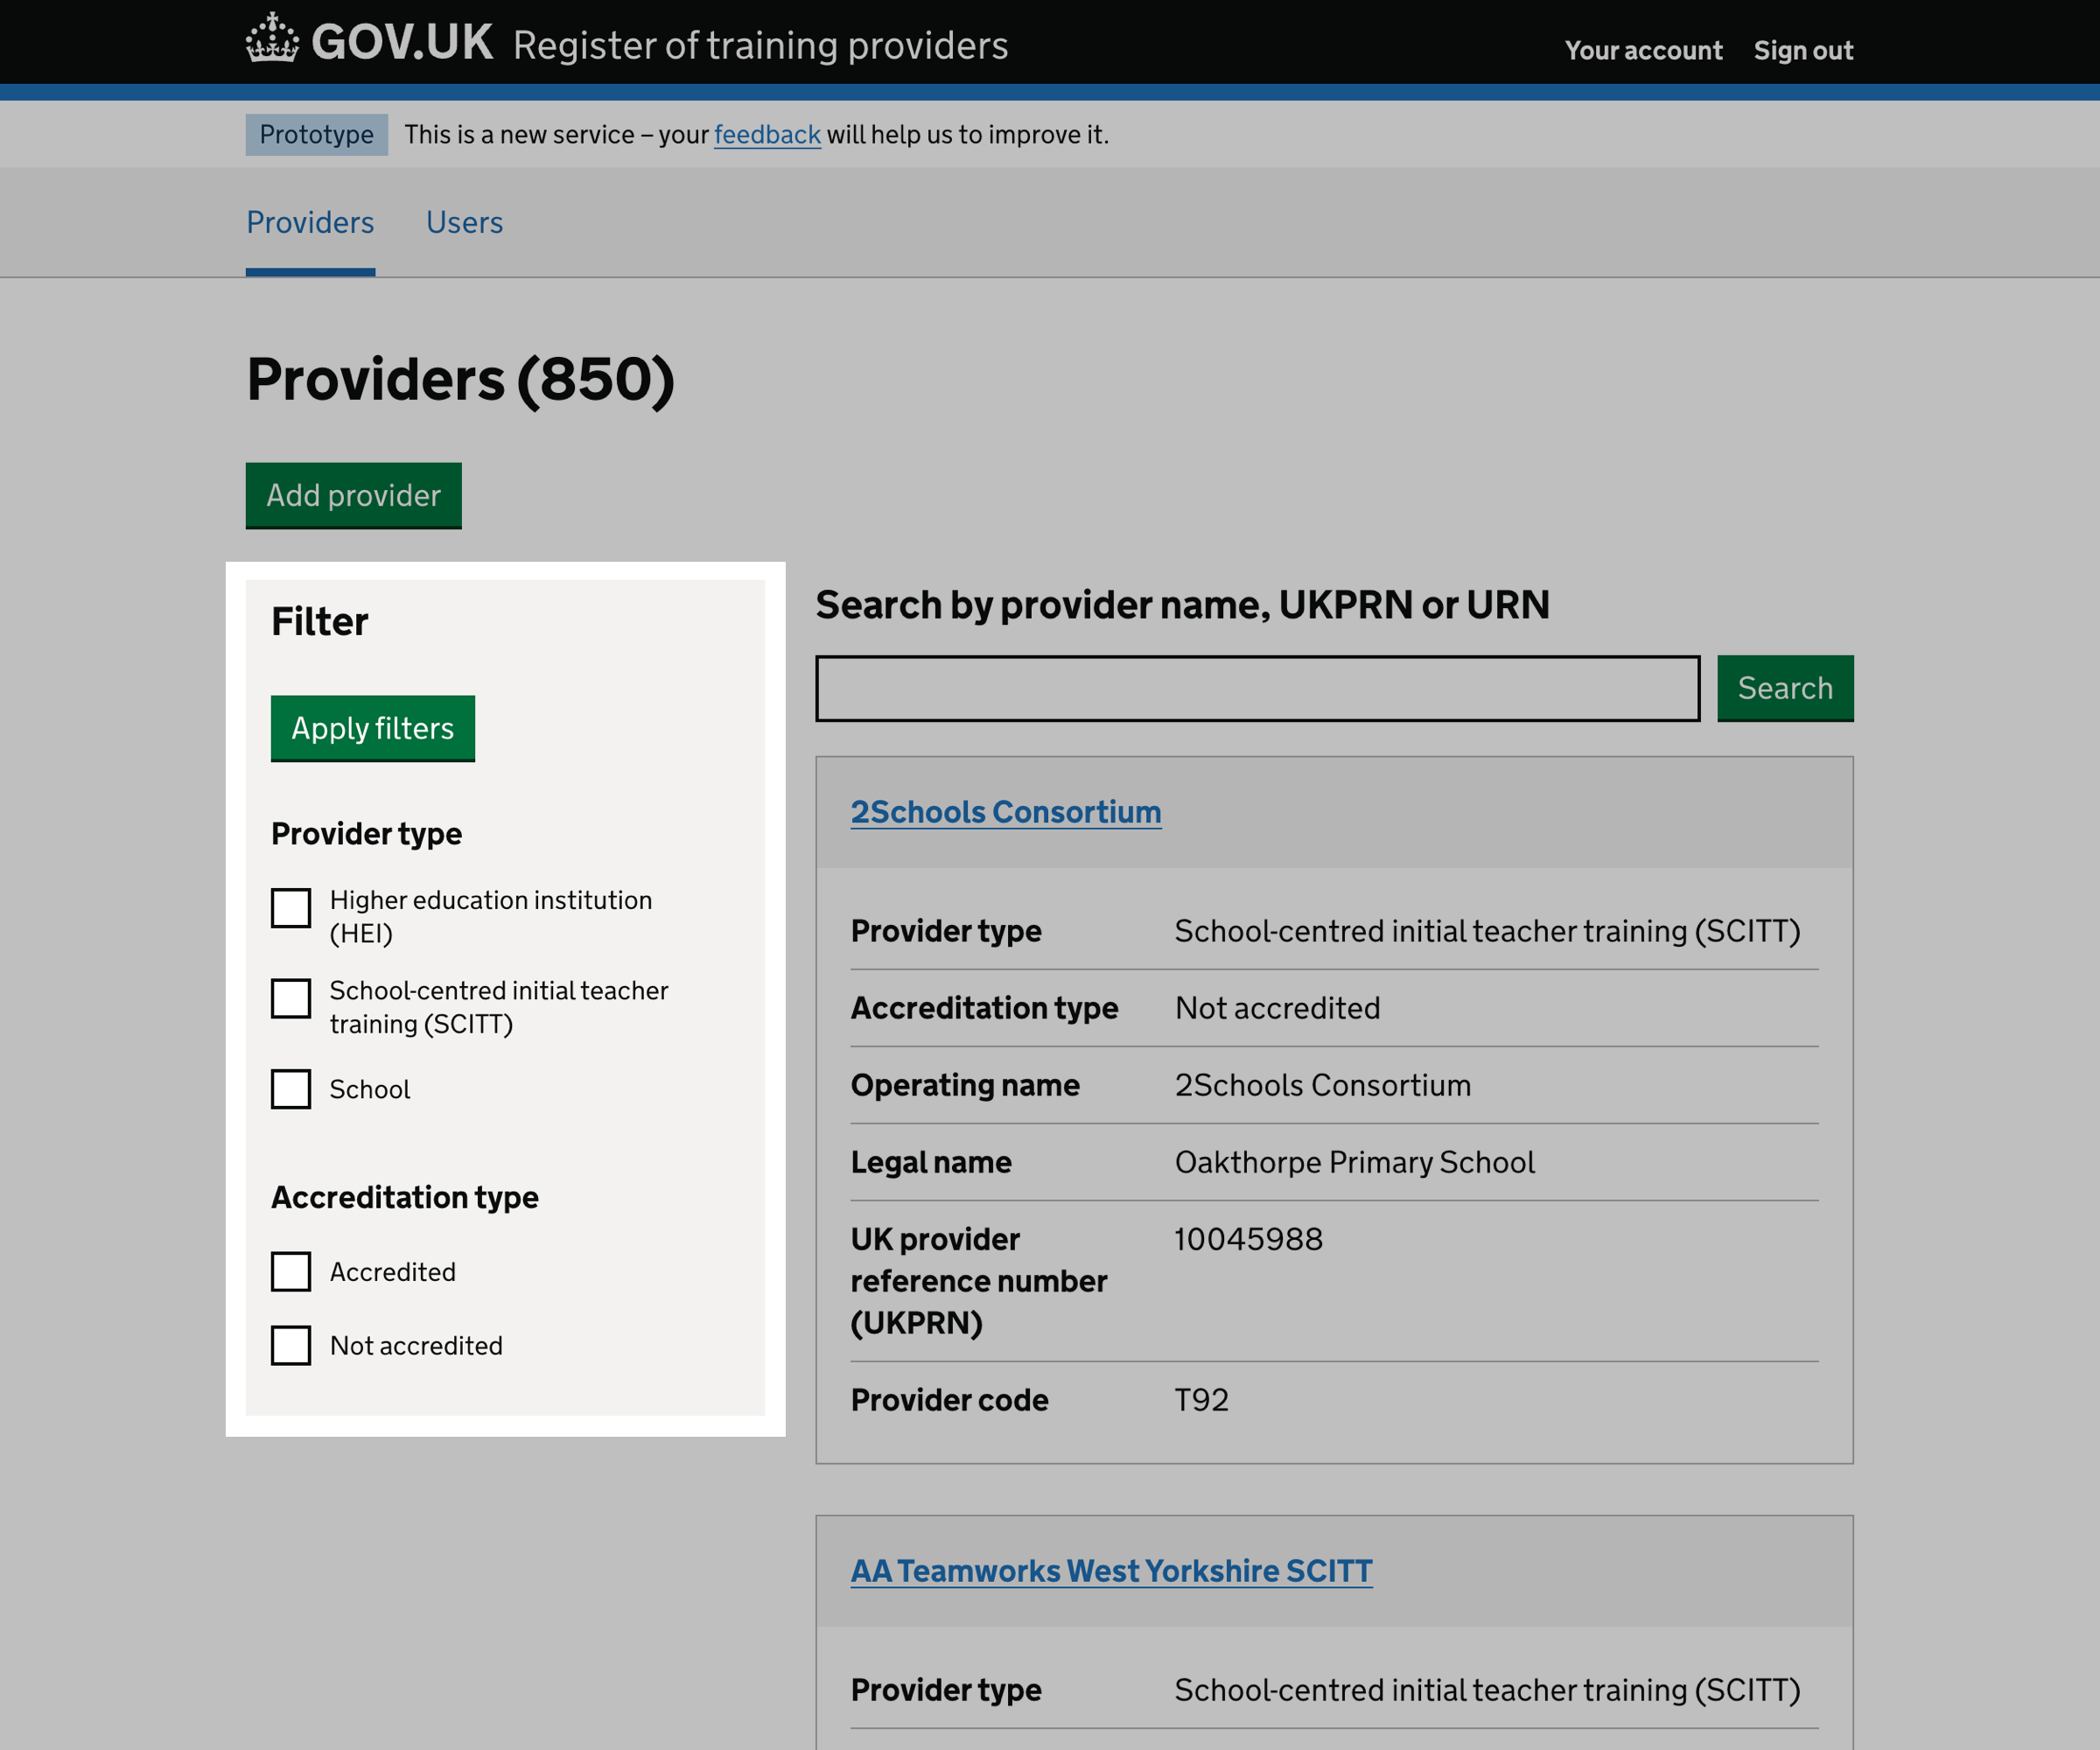 GOV.UK Register of training providers
Your account Sign out
Prototype This is a new service – your feedback will help us to improve it.
Providers Users
Providers (850)
Add provider
Filter
Apply filters
Provider type
Higher education institution
(HEI)
School-centred initial teacher
training (SCITT)
School
Accreditation type
Accredited
Not accredited
Search by provider name, UKPRN or URN
Search
2Schools Consortium
Provider type School-centred initial teacher training (SCITT)
Accreditation type Not accredited
Operating name 2Schools Consortium
Legal name Oakthorpe Primary School
UK provider 10045988
reference number
(UKPRN)
Provider code T92
AA Teamworks West Yorkshire SCITT
Provider type School-centred initial teacher training (SCITT)